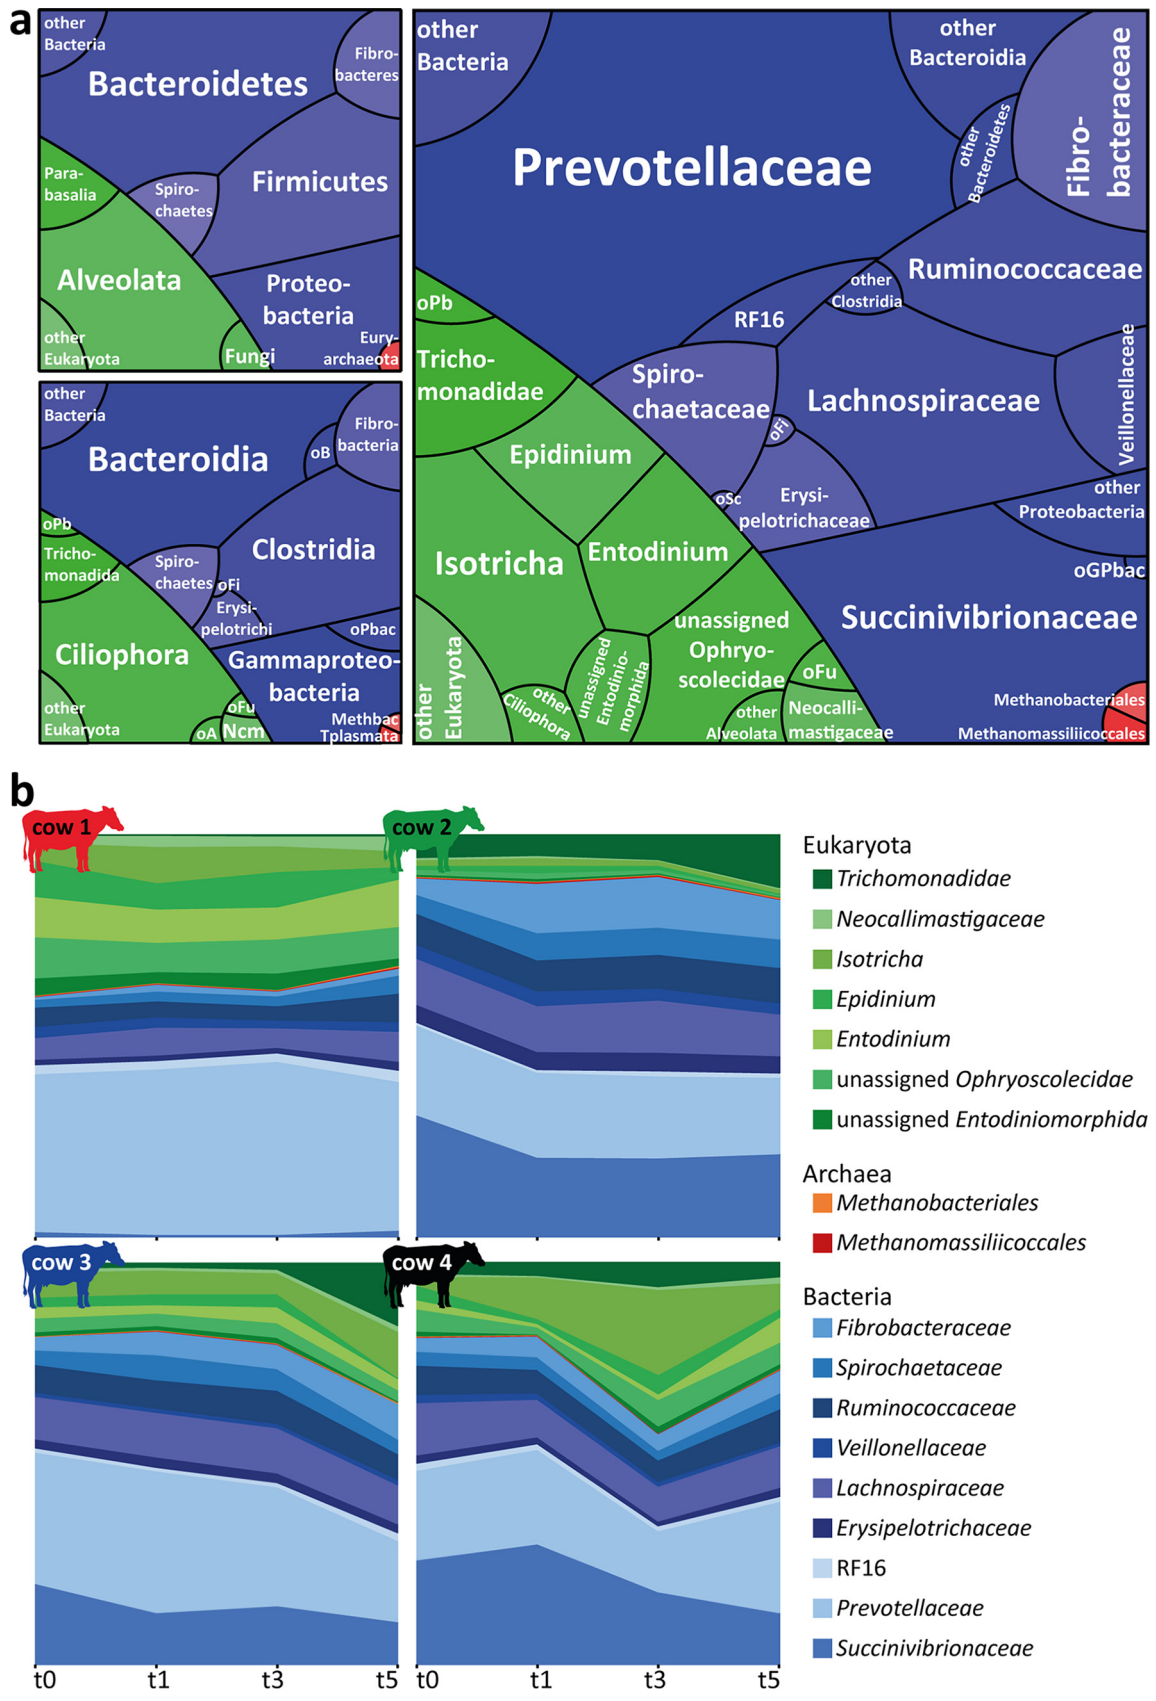 a
other
Bacteria
Bacteroidetes
Fibro-
bacteres
Para-
basalia
Spiro-
chaetes
Firmicutes
Alveolata
Proteo-
bacteria
other
Eukaryota
Fungi
Eury-
archaeota
other
Bacteria
Bacteroidia
oB
Fibro-
bacteria
oPb
Tricho-
monadida
Spiro-
chaetes
oFi
Clostridia
Erysi-
pelotrichi
Ciliophora
oPbac
Gammaproteo-
bacteria
other
Eukaryota
oFu
oA
Ncm
Methbac
Tplasmata
other
Bacteria
Prevotellaceae
other
Bacteroidia
other
Bacteroidetes
Fibro-
bacteraceae
oPb
Tricho-
monadidae
RF16
other
Clostridia
Ruminococcaceae
Spiro-
chaetaceae
oFi
Lachnospiraceae
Veillonellaceae
Epidinium
oSc
Erysi-
pelotrichaceae
other
Proteobacteria
Isotricha
Entodinium
oGPbac
Succinivibrionaceae
unassigned
Ophryo-
scolecidae
other
Eukaryota
other
Ciliophora
unassigned
Entodinio-
morphida
oFu
other
Alveolata
Neocalli-
mastigaceae
Methanobacteriales
Methanomassiliicoccales
b
cow 1
cow 2
cow 3
cow 4
t0
t1
t3
t5
t0
t1
t3
t5
Eukaryota
Trichomonadidae
Neocallimastigaceae
Isotricha
Epidinium
Entodinium
unassigned Ophryoscolecidae
unassigned Entodiniomorphida
Archaea
Methanobacteriales
Methanomassiliicoccales
Bacteria
Fibrobacteraceae
Spirochaetaceae
Ruminococcaceae
Veillonellaceae
Lachnospiraceae
Erysipelotrichaceae
RF16
Prevotellaceae
Succinivibrionaceae